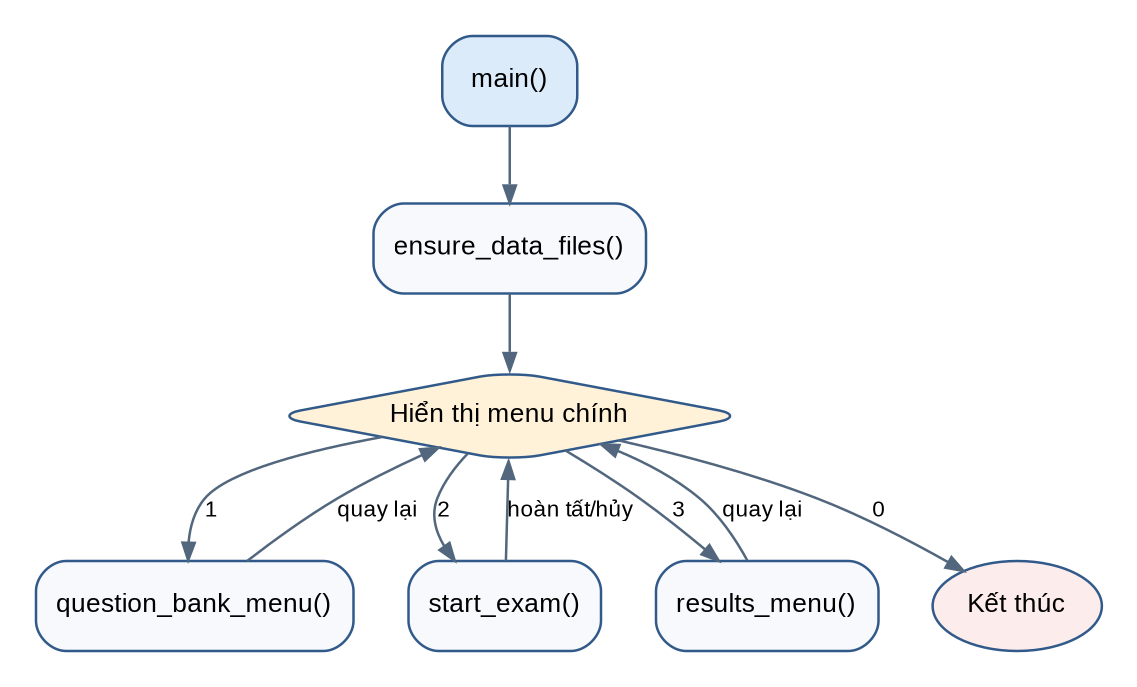 main()
ensure_data_files()
Hiển thị menu chính
1
quay lại
2
hoàn tất/hủy
3
quay lại
0
question_bank_menu()
start_exam()
results_menu()
Kết thúc